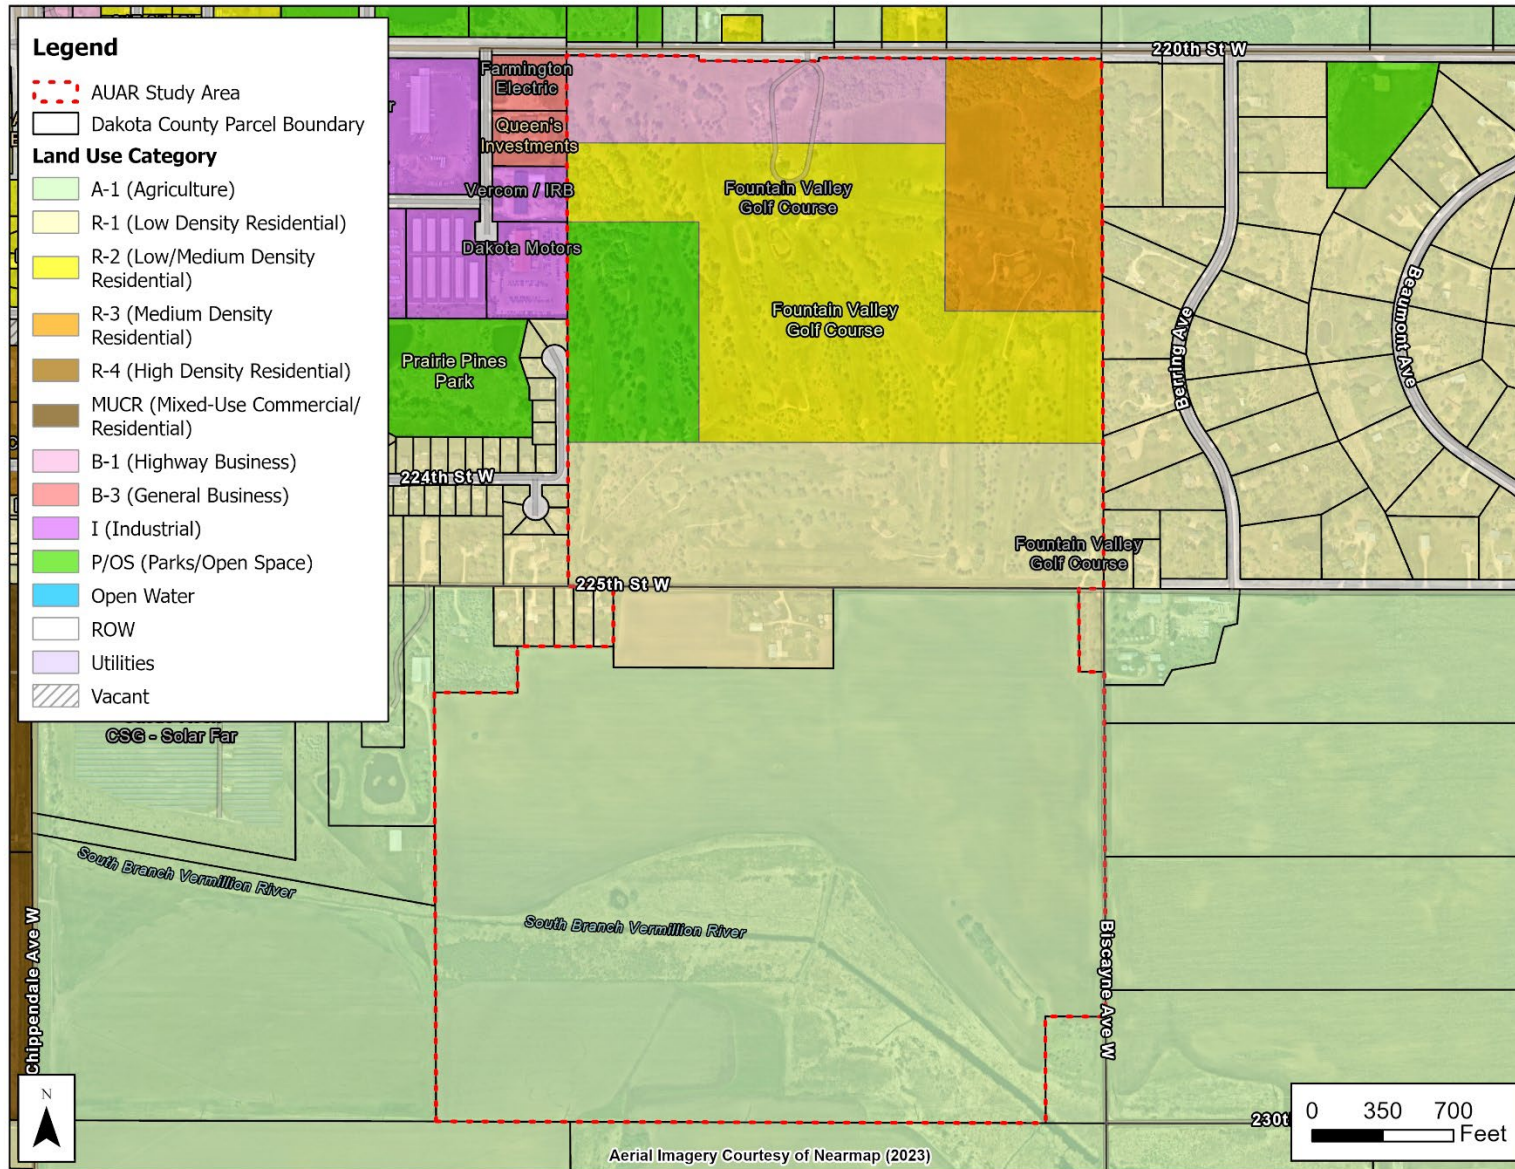 Legend
AUAR Study Area
Dakota County Parcel Boundary
Land Use Category
A-1 (Agriculture)
R-1 (Low Density Residential)
R-2 (Low/Medium Density
Residential)
R-3 (Medium Density
Residential)
R-4 (High Density Residential)
MUCR (Mixed-Use Commercial/
Residential)
B-1 (Highway Business)
B-3 (General Business)
I (Industrial)
P/OS (Parks/Open Space)
Open Water
ROW
Utilities
Vacant
220th St W
Farmington
Electric
Queen's
Investments
Vercom / IRB
Dakota Motors
Fountain Valley
Golf Course
Fountain Valley
Golf Course
Prairie Pines
Park
Berring Ave
Beaumont Ave
224th St W
Fountain Valley
Golf Course
225th St W
CSG - Solar Far
South Branch Vermillion River
South Branch Vermillion River
Chippendale Ave W
Biscayne Ave W
N
230t
0 350 700
Feet
Aerial Imagery Courtesy of Nearmap (2023)